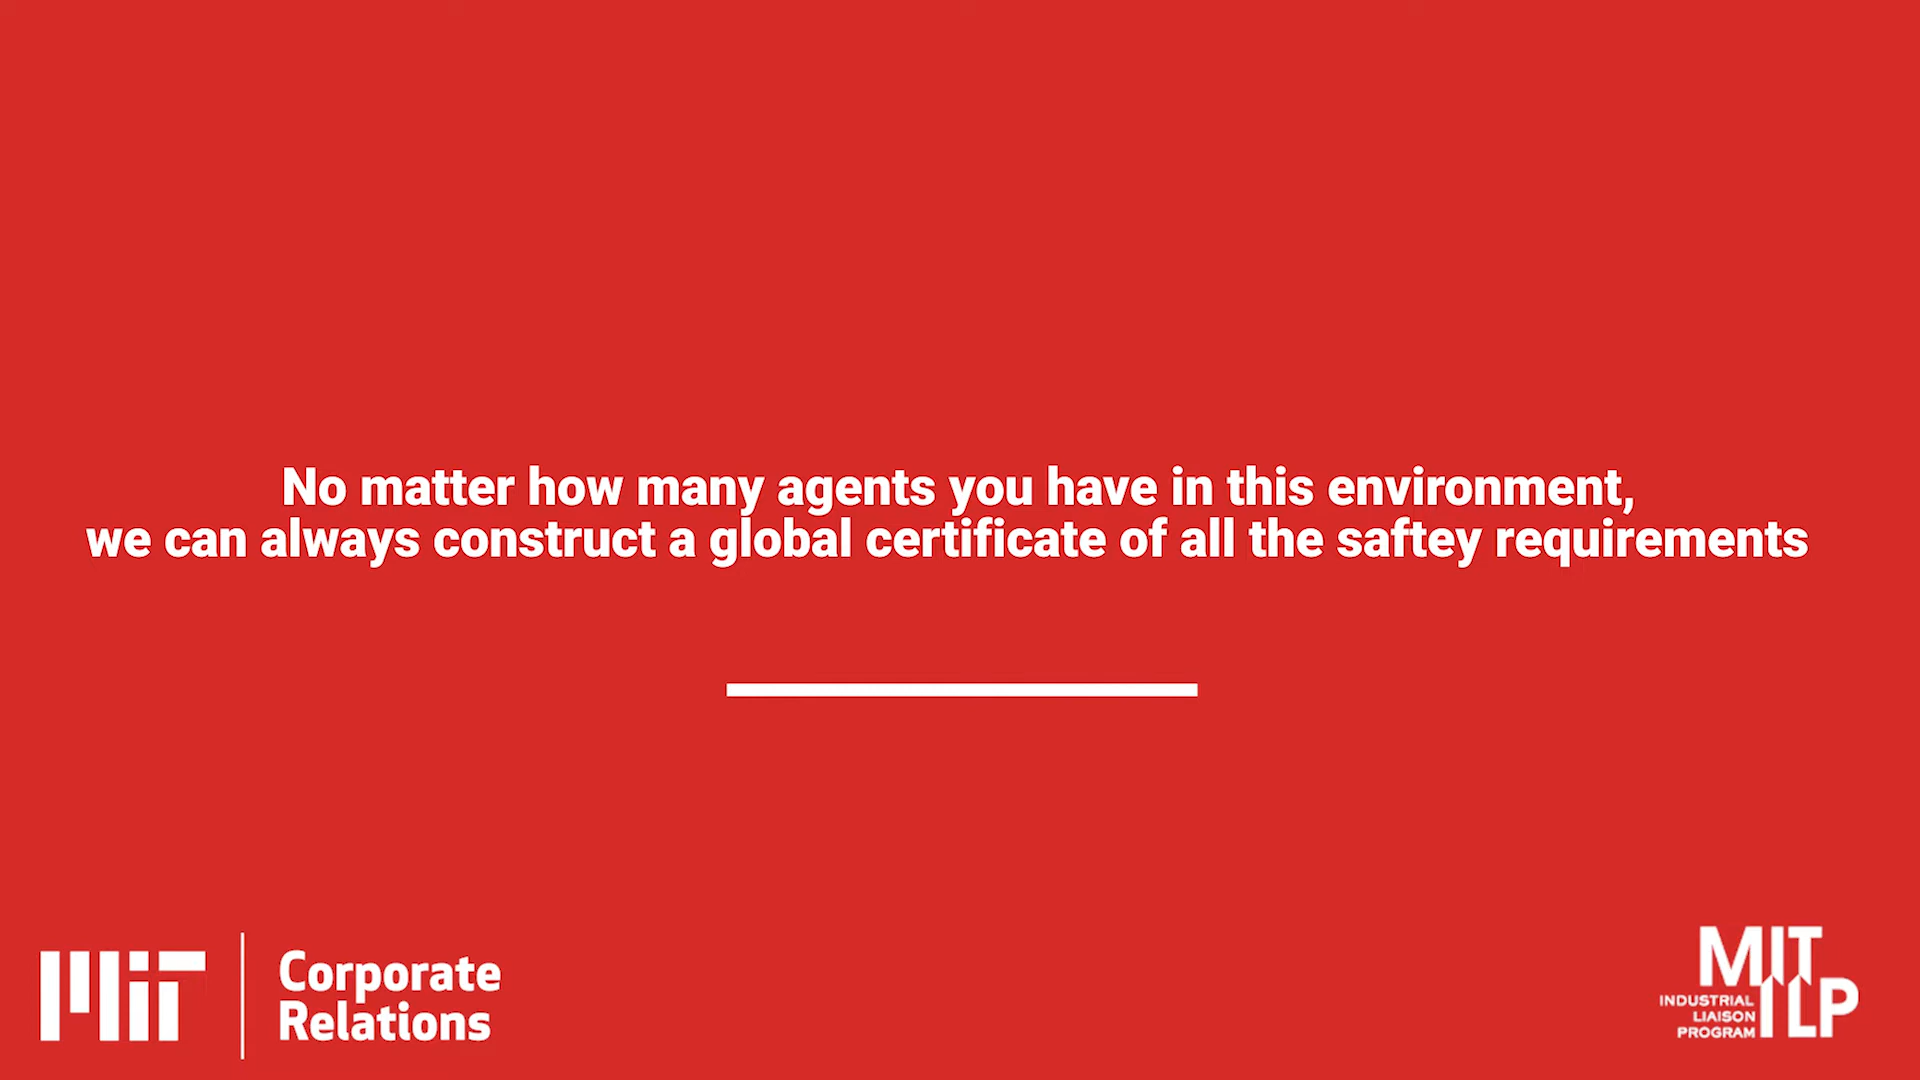 No matter how many agents you have in this environment,
we can always construct a global certificate of all the saftey requirements
MIT
Corporate
Relations
MIT
ILP
INDUSTRIAL
LIAISON
PROGRAM